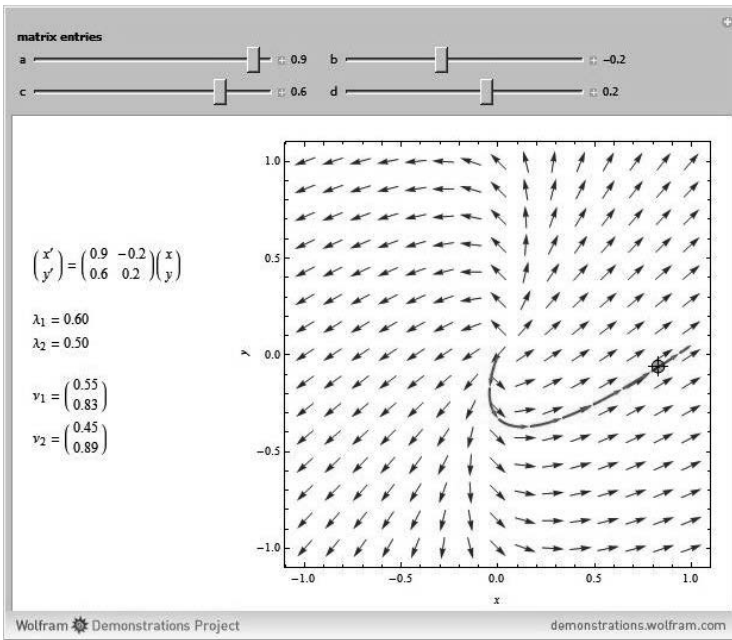 matrix entries
a 0.9 b −0.2
c 0.6 d 0.2
(x′ y′) = (0.9 −0.2 0.6 0.2)(x y)
λ1 = 0.60
λ2 = 0.50
v1 = (0.55 0.83)
v2 = (0.45 0.89)
1.0
0.5
0.0
−0.5
−1.0
y
−1.0 −0.5 0.0 0.5 1.0
x
Wolfram Demonstrations Project demonstrations.wolfram.com